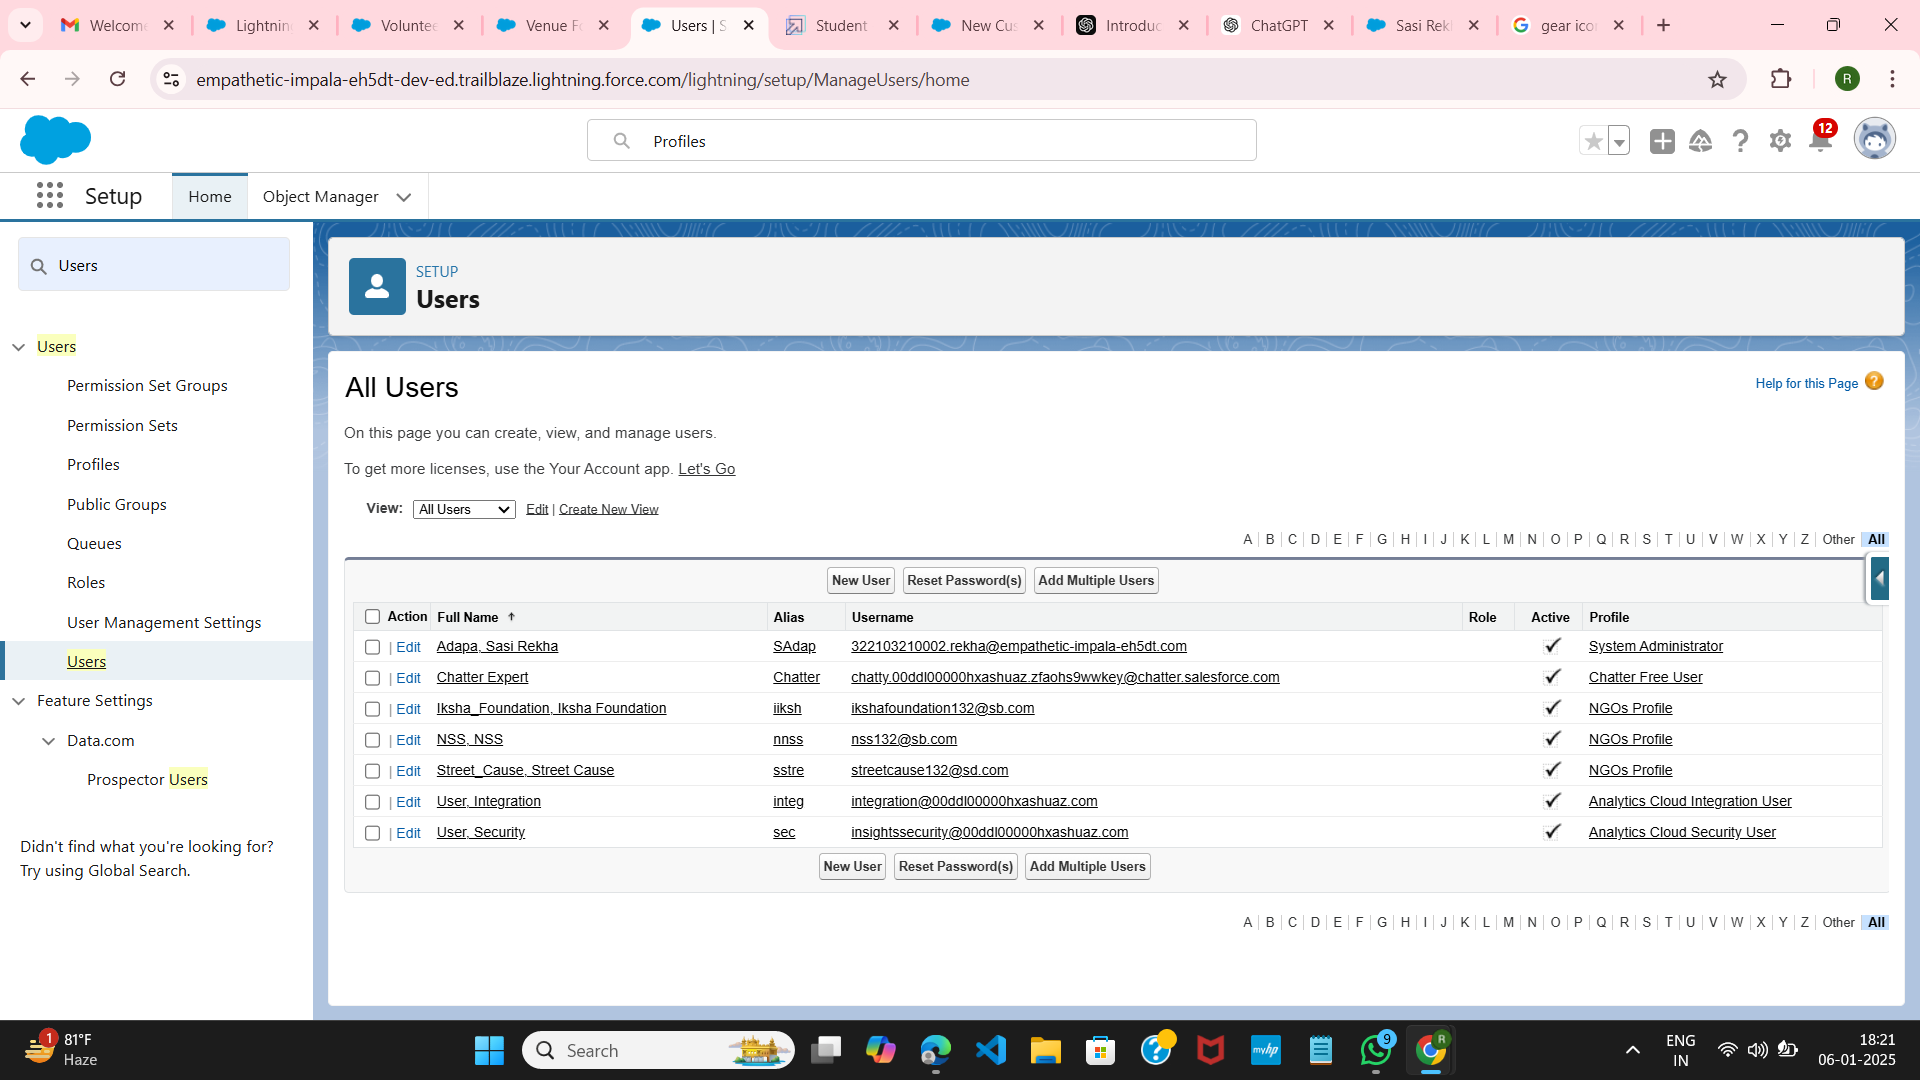 Welcome
Lightning
Voluntee
Venue Fo
Users | S
Student
New Cus
Introduc
ChatGPT
Sasi Rek
gear ico
empathetic-impala-eh5dt-dev-ed.trailblaze.lightning.force.com/lightning/setup/ManageUsers/home
R
Profiles
12
Setup
Home
Object Manager
Users
Users
Permission Set Groups
Permission Sets
Profiles
Public Groups
Queues
Roles
User Management Settings
Users
Feature Settings
Data.com
Prospector Users
Didn't find what you're looking for?
Try using Global Search.
SETUP
Users
All Users
Help for this Page ?
On this page you can create, view, and manage users.
To get more licenses, use the Your Account app. Let's Go
View: All Users Edit | Create New View
A | B | C | D | E | F | G | H | I | J | K | L | M | N | O | P | Q | R | S | T | U | V | W | X | Y | Z | Other | All
New User Reset Password(s) Add Multiple Users
Action Full Name ↑ Alias Username Role Active Profile
| Edit Adapa, Sasi Rekha SAdap 322103210002.rekha@empathetic-impala-eh5dt.com System Administrator
| Edit Chatter Expert Chatter chatty.00ddl00000hxashuaz.zfaohs9wwkey@chatter.salesforce.com Chatter Free User
| Edit Iksha_Foundation, Iksha Foundation iiksh ikshafoundation132@sb.com NGOs Profile
| Edit NSS, NSS nnss nss132@sb.com NGOs Profile
| Edit Street_Cause, Street Cause sstre streetcause132@sd.com NGOs Profile
| Edit User, Integration integ integration@00ddl00000hxashuaz.com Analytics Cloud Integration User
| Edit User, Security sec insightssecurity@00ddl00000hxashuaz.com Analytics Cloud Security User
New User Reset Password(s) Add Multiple Users
A | B | C | D | E | F | G | H | I | J | K | L | M | N | O | P | Q | R | S | T | U | V | W | X | Y | Z | Other | All
1
81°F
Haze
Search
myhp
9
R
ENG
IN
18:21
06-01-2025